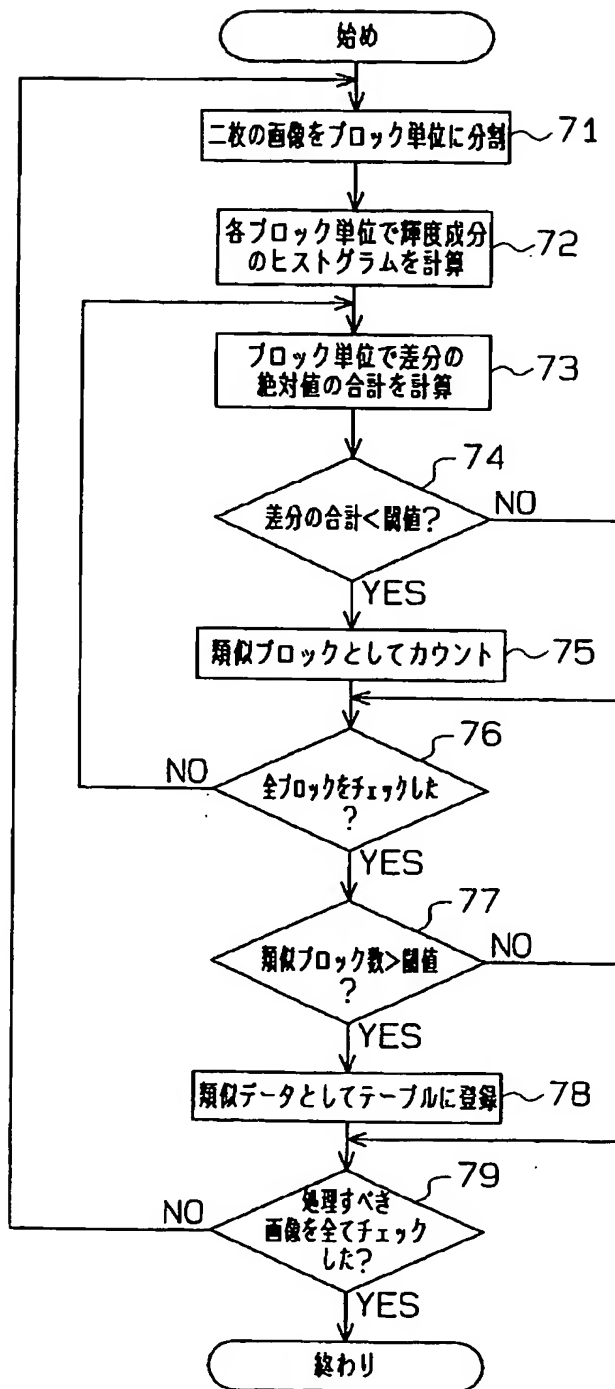 始め
二枚の画像をブロック単位に分割
71
各ブロック単位で輝度成分
のヒストグラムを計算
72
ブロック単位で差分の
絶対値の合計を計算
73
74
差分の合計<閾値?
NO
YES
類似ブロックとしてカウント
75
76
NO
全ブロックをチェックした
?
YES
77
類似ブロック数>閾値
?
NO
YES
類似データとしてテーブルに登録
78
79
NO
処理すべき
画像を全てチェック
した?
YES
終わり